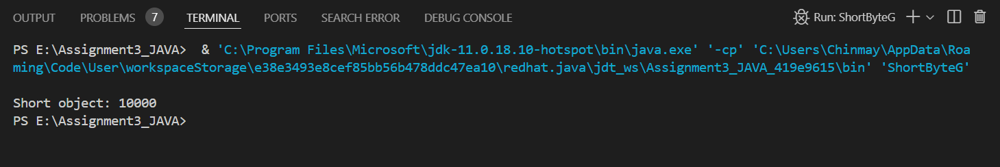 OUTPUT PROBLEMS 7 TERMINAL PORTS SEARCH ERROR DEBUG CONSOLE Run: ShortByteG
PS E:\Assignment3_JAVA>  & 'C:\Program Files\Microsoft\jdk-11.0.18.10-hotspot\bin\java.exe' '-cp' 'C:\Users\Chinmay\AppData\Roa
ming\Code\User\workspaceStorage\e38e3493e8cef85bb56b478ddc47ea10\redhat.java\jdt_ws\Assignment3_JAVA_419e9615\bin' 'ShortByteG'
Short object: 10000
PS E:\Assignment3_JAVA>